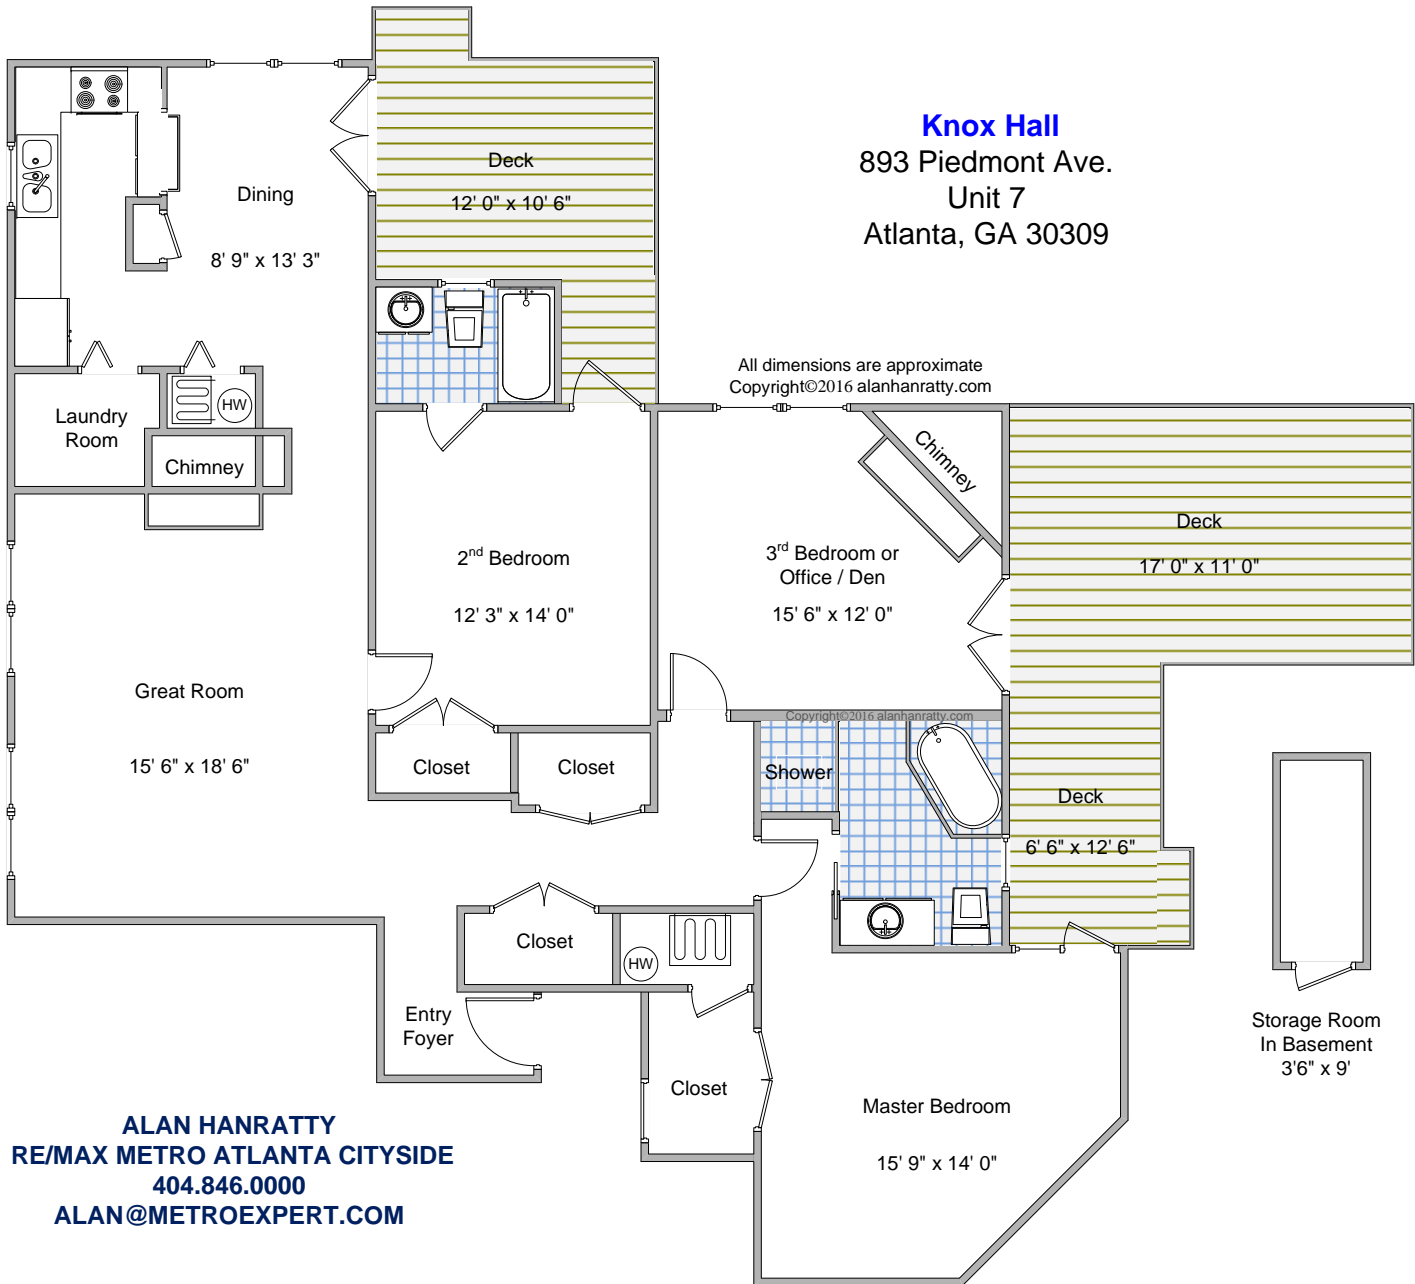 Knox Hall
893 Piedmont Ave.
Unit 7
Atlanta, GA 30309
Deck
12' 0" x 10' 6"
Dining
8' 9" x 13' 3"
All dimensions are approximate
Copyright©2016 alanhanratty.com
Laundry
Room
HW
Chimney
Chimney
Deck
17' 0" x 11' 0"
2nd Bedroom
12' 3" x 14' 0"
3rd Bedroom or
Office / Den
15' 6" x 12' 0"
Great Room
15' 6" x 18' 6"
Copyright©2016 alanhanratty.com
Closet
Closet
Shower
Deck
6' 6" x 12' 6"
Closet
HW
Entry
Foyer
Closet
Master Bedroom
15' 9" x 14' 0"
Storage Room
In Basement
3'6" x 9'
ALAN HANRATTY
RE/MAX METRO ATLANTA CITYSIDE
404.846.0000
ALAN@METROEXPERT.COM